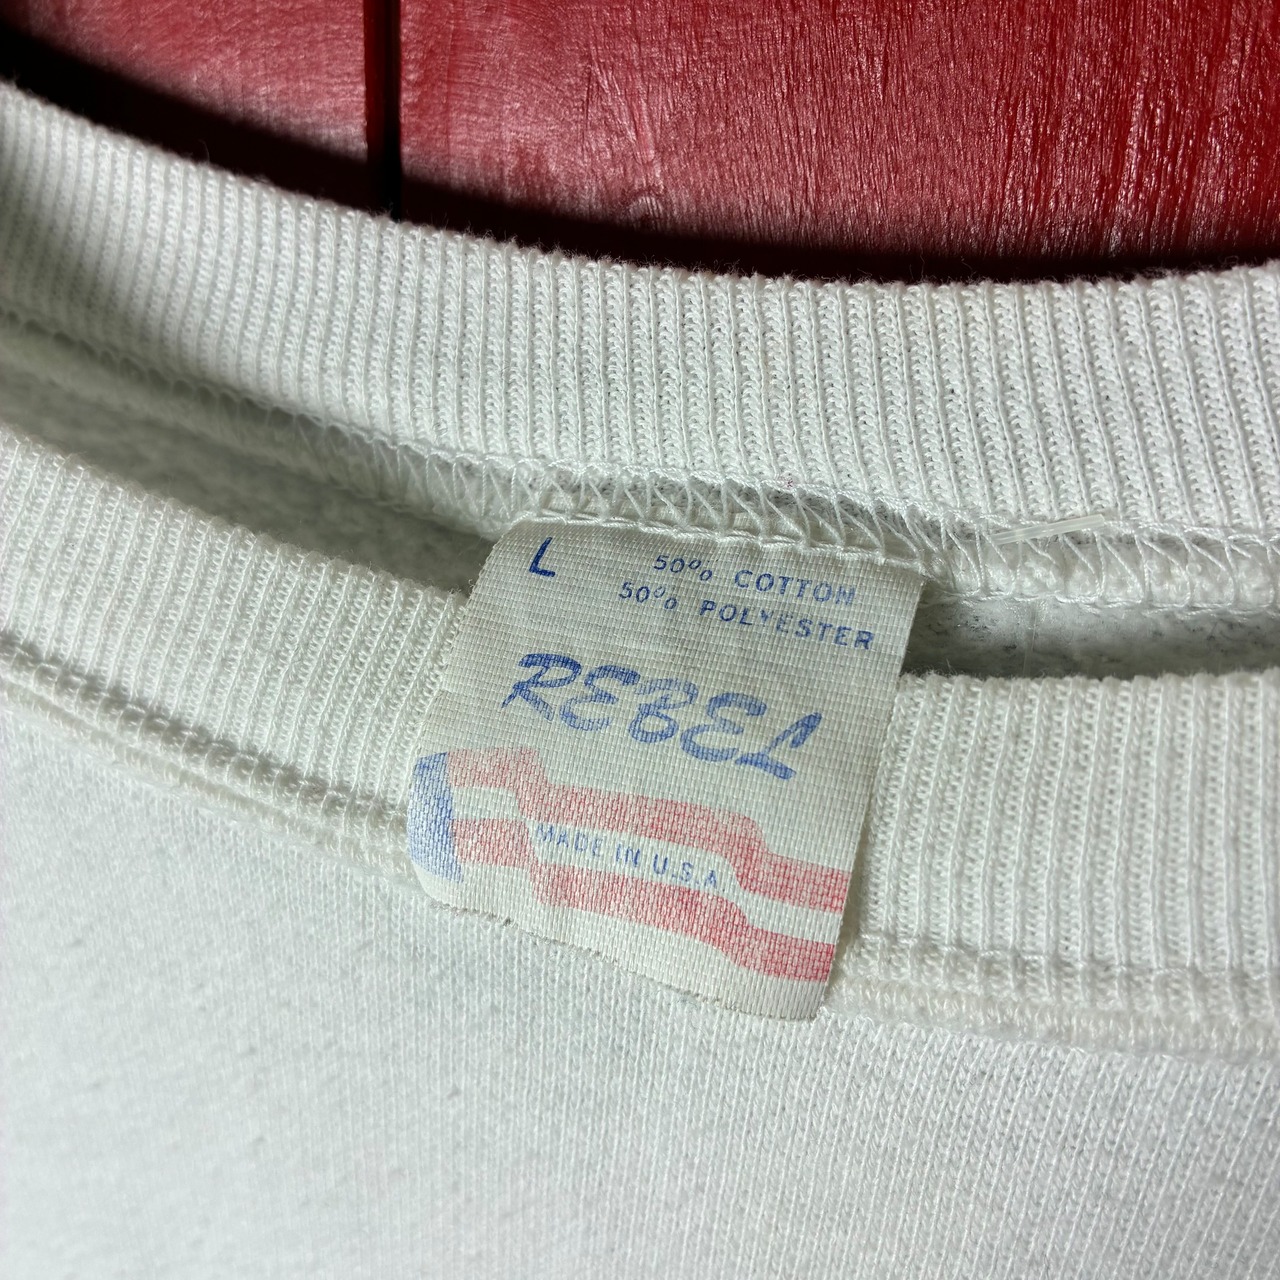 L
50% COTTON
50% POLYESTER
REBEL
MADE IN U.S.A.